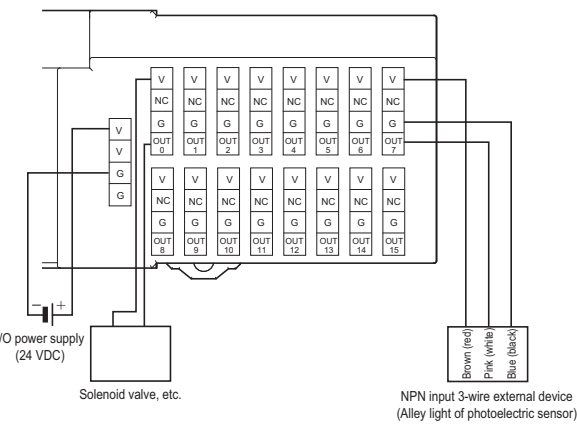 V V V V V V V V
NC NC NC NC NC NC NC NC
G G G G G G G G
OUT 0 OUT 1 OUT 2 OUT 3 OUT 4 OUT 5 OUT 6 OUT 7
V
V
G
G
V V V V V V V V
NC NC NC NC NC NC NC NC
G G G G G G G G
OUT 8 OUT 9 OUT 10 OUT 11 OUT 12 OUT 13 OUT 14 OUT 15
− +
/O power supply
(24 VDC)
Solenoid valve, etc.
Brown (red)
Pink (white)
Blue (black)
NPN input 3-wire external device
(Alley light of photoelectric sensor)